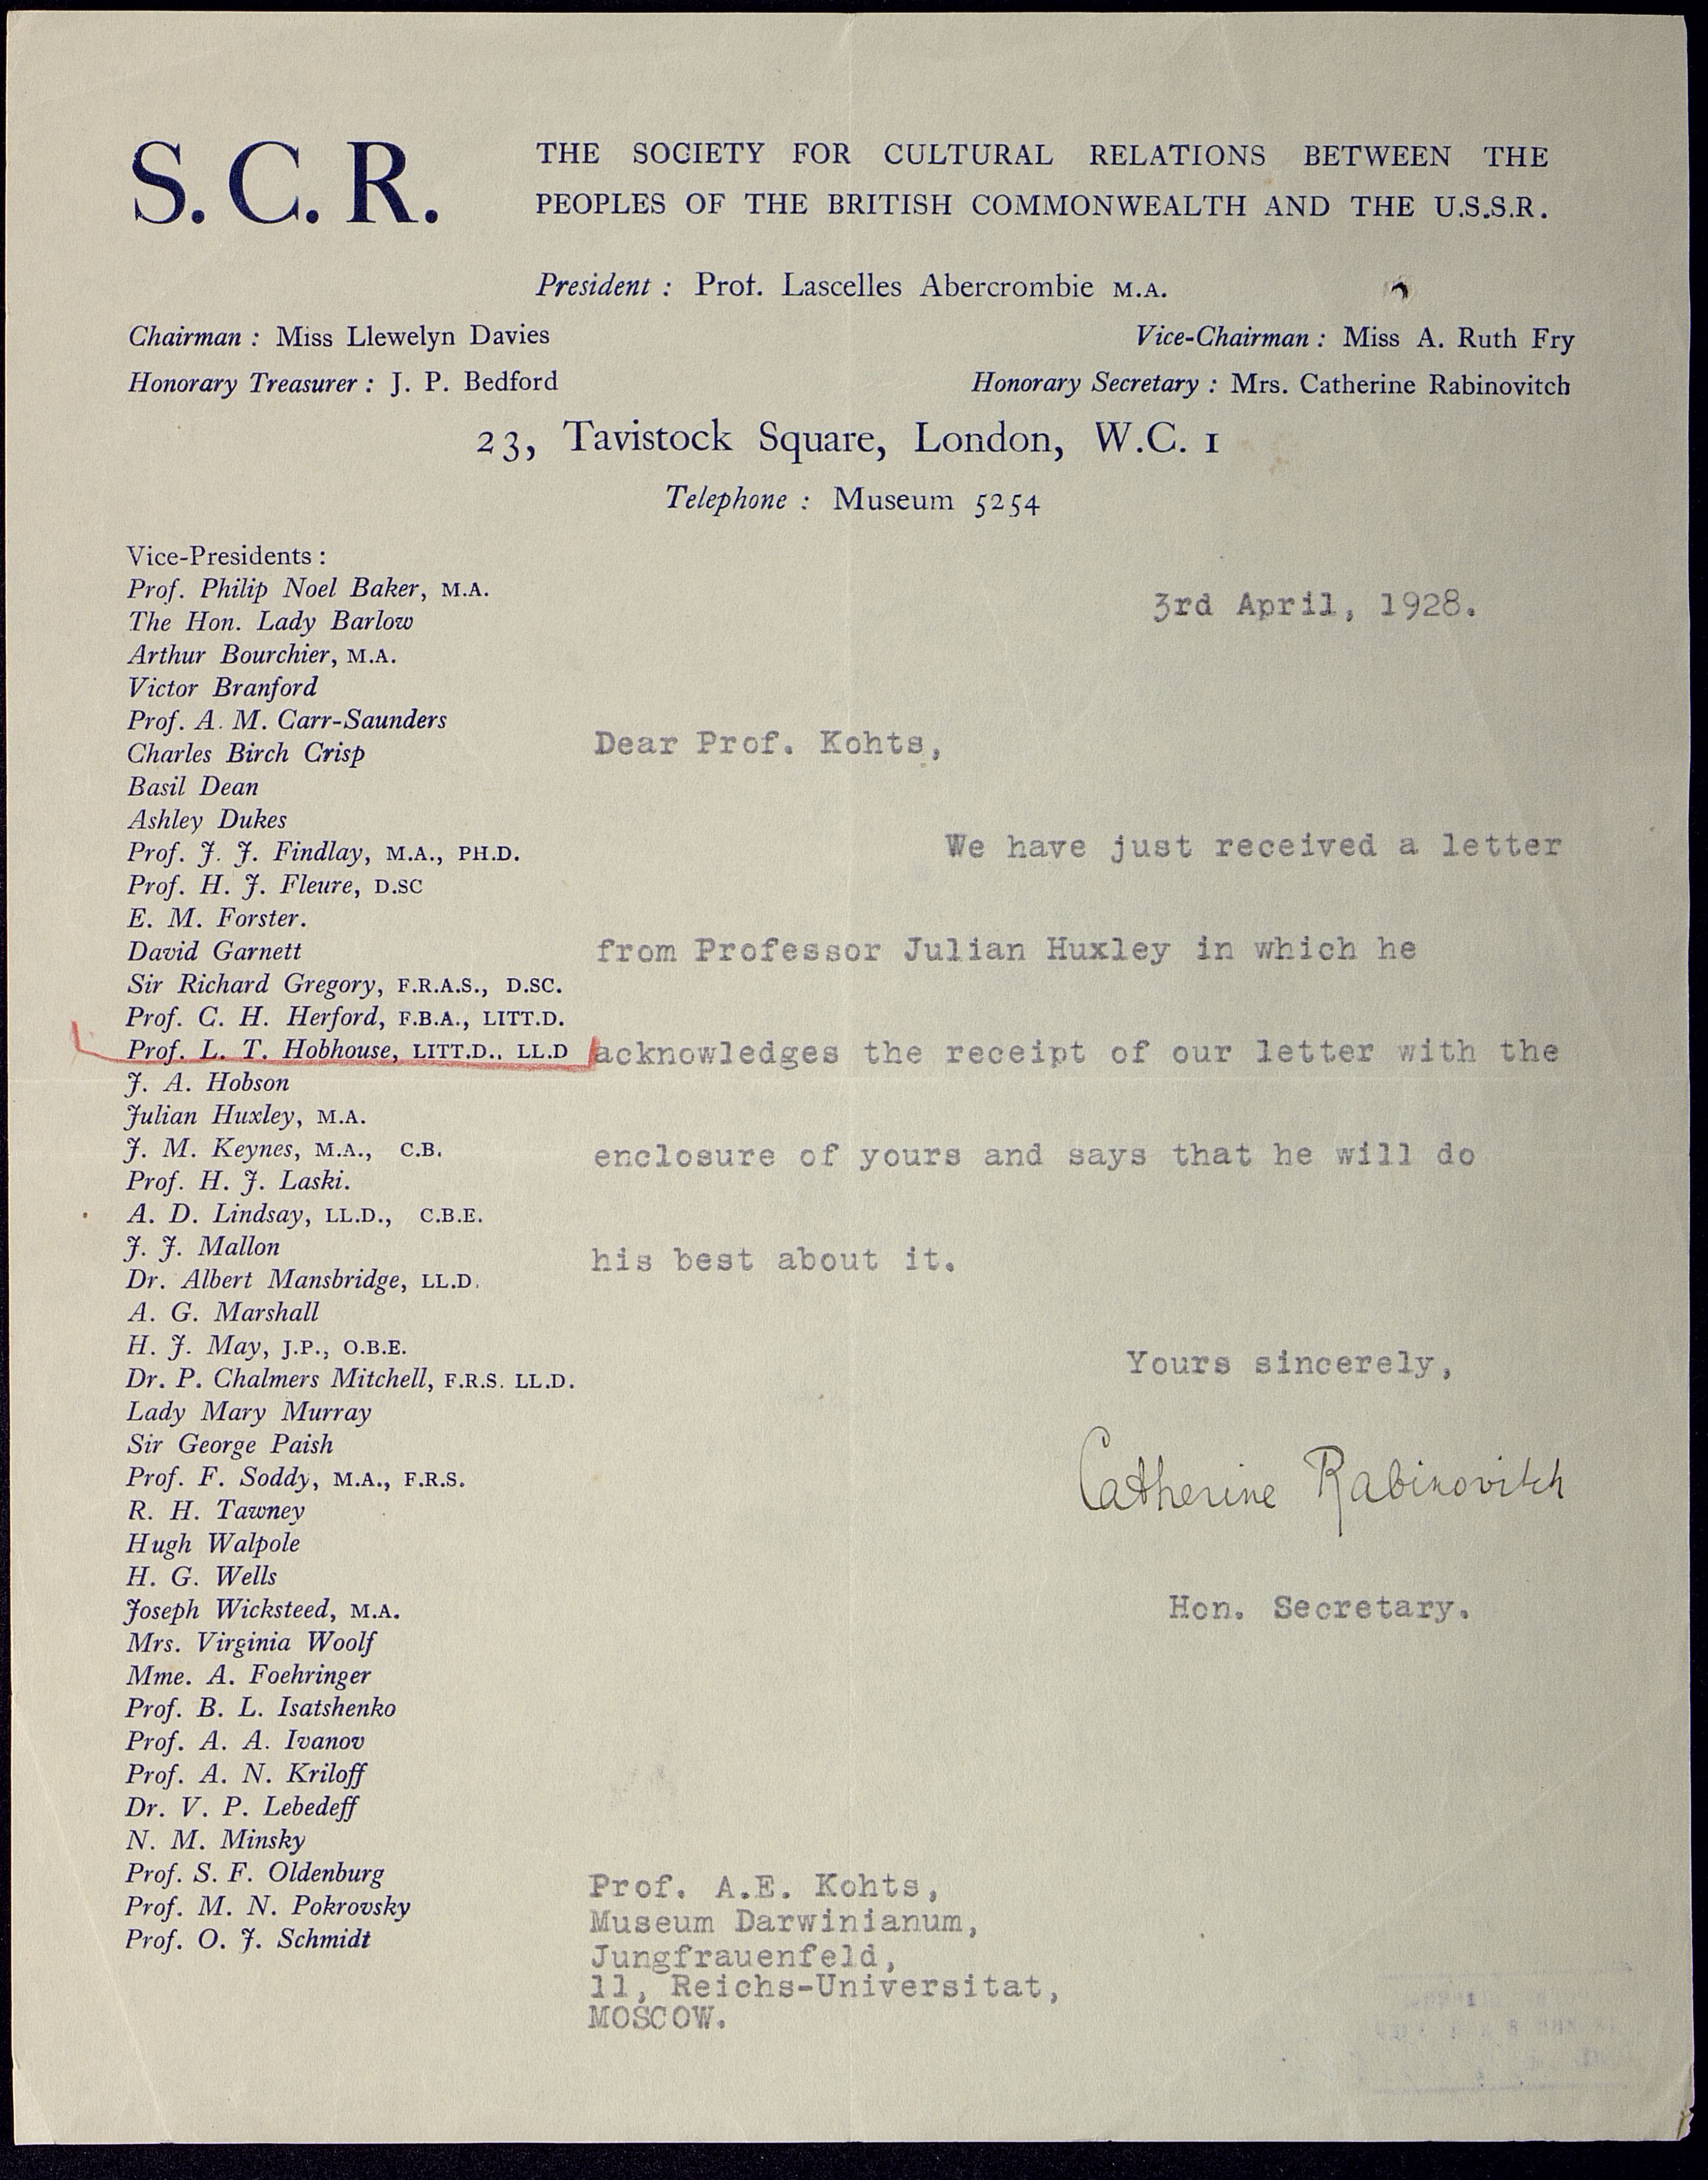 S. C. R.
THE SOCIETY FOR CULTURAL RELATIONS BETWEEN THE
PEOPLES OF THE BRITISH COMMONWEALTH AND THE U.S.S.R.
President : Prof. Lascelles Abercrombie M.A.
Chairman : Miss Llewelyn Davies
Vice-Chairman : Miss A. Ruth Fry
Honorary Treasurer : J. P. Bedford
Honorary Secretary : Mrs. Catherine Rabinovitch
23, Tavistock Square, London, W.C. 1
Telephone : Museum 5254
Vice-Presidents :
Prof. Philip Noel Baker, M.A.
The Hon. Lady Barlow
Arthur Bourchier, M.A.
Victor Branford
Prof. A. M. Carr-Saunders
Charles Birch Crisp
Basil Dean
Ashley Dukes
Prof. J. J. Findlay, M.A., PH.D.
Prof. H. J. Fleure, D.SC
E. M. Forster.
David Garnett
Sir Richard Gregory, F.R.A.S., D.SC.
Prof. C. H. Herford, F.B.A., LITT.D.
Prof. L. T. Hobhouse, LITT.D., LL.D
J. A. Hobson
Julian Huxley, M.A.
J. M. Keynes, M.A., C.B.
Prof. H. J. Laski.
A. D. Lindsay, LL.D., C.B.E.
J. J. Mallon
Dr. Albert Mansbridge, LL.D.
A. G. Marshall
H. J. May, J.P., O.B.E.
Dr. P. Chalmers Mitchell, F.R.S. LL.D.
Lady Mary Murray
Sir George Paish
Prof. F. Soddy, M.A., F.R.S.
R. H. Tawney
Hugh Walpole
H. G. Wells
Joseph Wicksteed, M.A.
Mrs. Virginia Woolf
Mme. A. Foehringer
Prof. B. L. Isatshenko
Prof. A. A. Ivanov
Prof. A. N. Kriloff
Dr. V. P. Lebedeff
N. M. Minsky
Prof. S. F. Oldenburg
Prof. M. N. Pokrovsky
Prof. O. J. Schmidt
3rd April, 1928.
Dear Prof. Kohts,
We have just received a letter
from Professor Julian Huxley in which he
acknowledges the receipt of our letter with the
enclosure of yours and says that he will do
his best about it.
Yours sincerely,
Catherine Rabinovitch
Hon. Secretary.
Prof. A.E. Kohts,
Museum Darwinianum,
Jungfrauenfeld,
11, Reichs-Universitat,
MOSCOW.